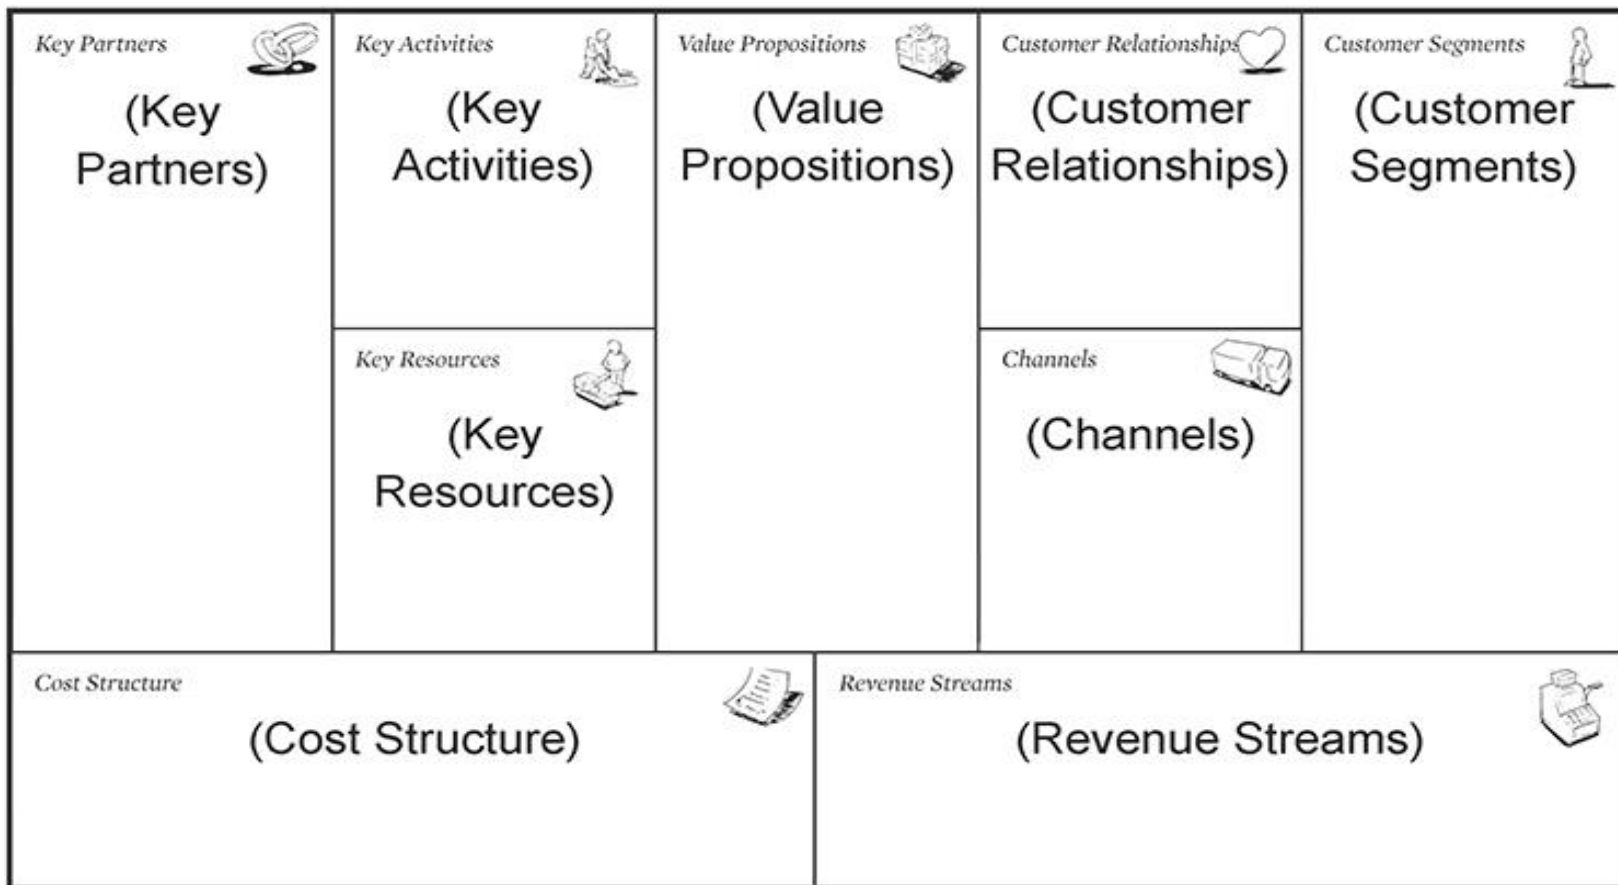 Key Partners
(Key
Partners)
Key Activities
(Key
Activities)
Key Resources
(Key
Resources)
Value Propositions
(Value
Propositions)
Customer Relationships
(Customer
Relationships)
Channels
(Channels)
Customer Segments
(Customer
Segments)
Cost Structure
(Cost Structure)
Revenue Streams
(Revenue Streams)